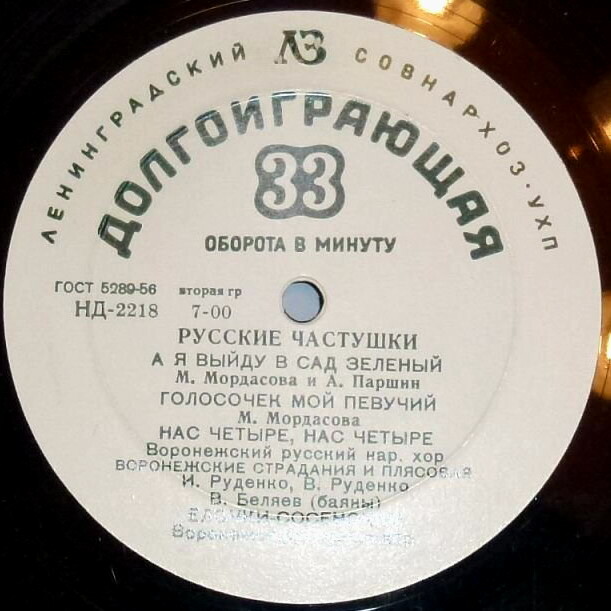 ЛЕНИНГРАДСКИЙ ЛЗ СОВНАРХОЗ·УХП
ДОЛГОИГРАЮЩАЯ
33
ОБОРОТА В МИНУТУ
ГОСТ 5289-56 вторая гр
НД-2218 7-00
РУССКИЕ ЧАСТУШКИ
А Я ВЫЙДУ В САД ЗЕЛЕНЫЙ
М. Мордасова и А. Паршин
ГОЛОСОЧЕК МОЙ ПЕВУЧИЙ
М. Мордасова
НАС ЧЕТЫРЕ, НАС ЧЕТЫРЕ
Воронежский русский нар. хор
ВОРОНЕЖСКИЕ СТРАДАНИЯ И ПЛЯСОВАЯ
И. Руденко, В. Руденко
В. Беляев (баяны)